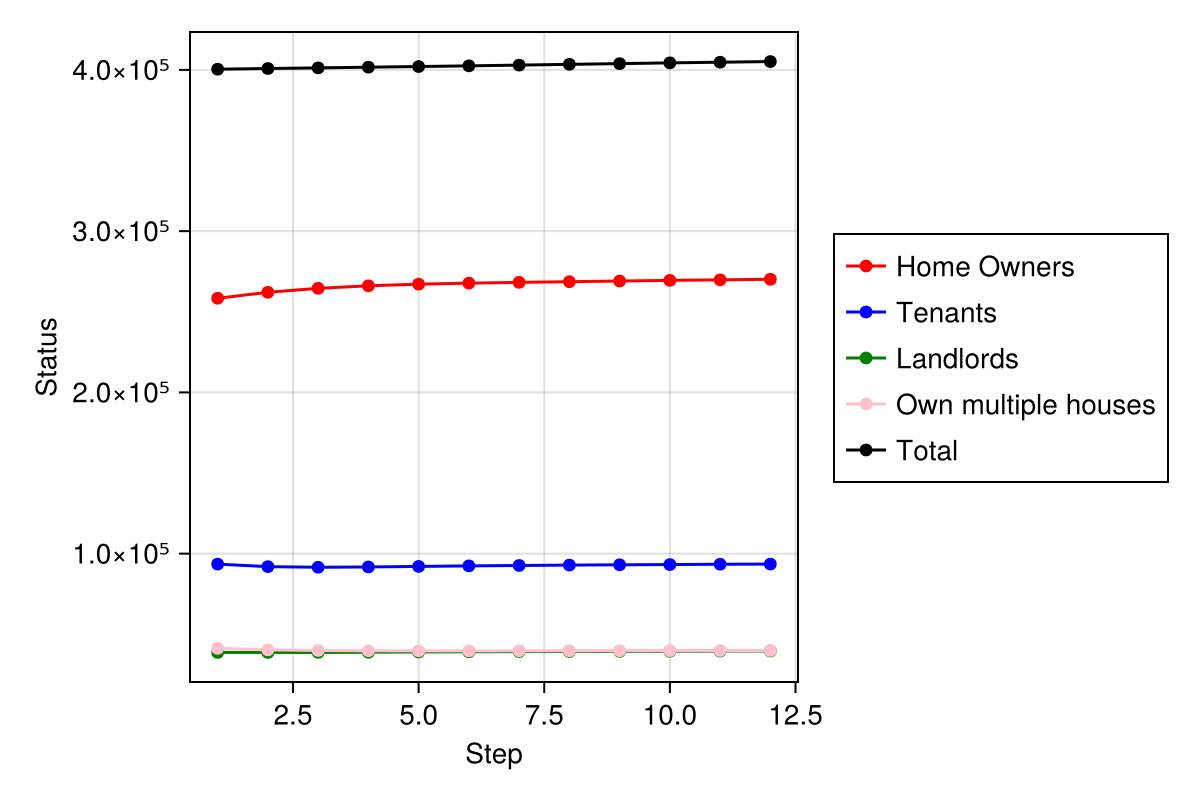 4.0×10⁵
3.0×10⁵
2.0×10⁵
1.0×10⁵
Status
2.5 5.0 7.5 10.0 12.5
Step
Home Owners
Tenants
Landlords
Own multiple houses
Total